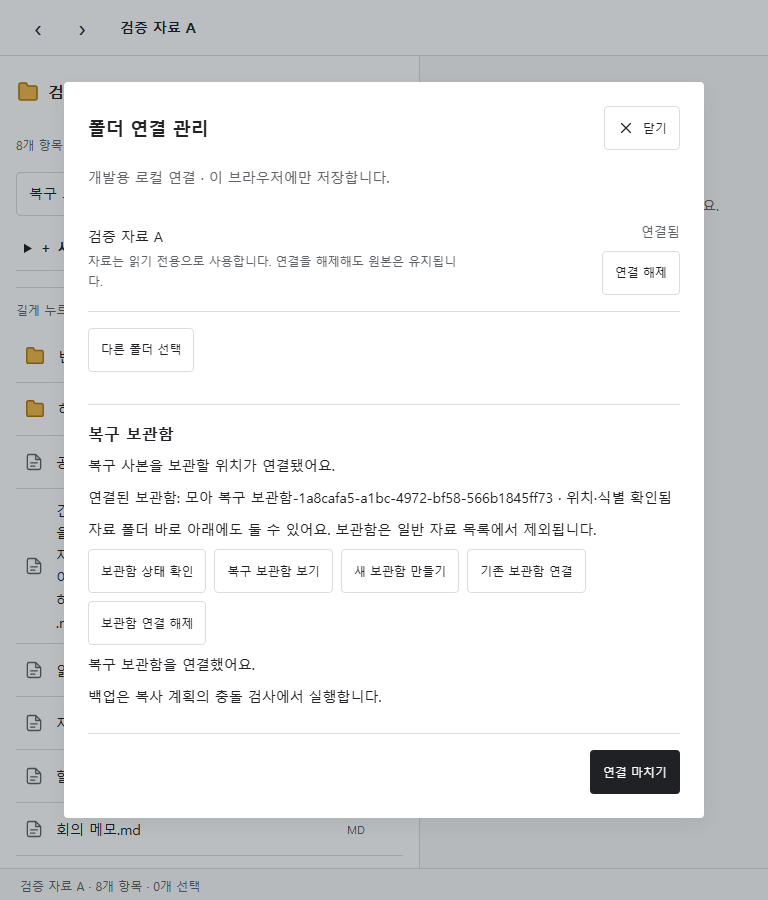 검증 자료 A
폴더 연결 관리
닫기
개발용 로컬 연결 · 이 브라우저에만 저장합니다.
검증 자료 A
연결됨
자료는 읽기 전용으로 사용합니다. 연결을 해제해도 원본은 유지됩니
다.
연결 해제
다른 폴더 선택
복구 보관함
복구 사본을 보관할 위치가 연결됐어요.
연결된 보관함: 모아 복구 보관함-1a8cafa5-a1bc-4972-bf58-566b1845ff73 · 위치·식별 확인됨
자료 폴더 바로 아래에도 둘 수 있어요. 보관함은 일반 자료 목록에서 제외됩니다.
보관함 상태 확인
복구 보관함 보기
새 보관함 만들기
기존 보관함 연결
보관함 연결 해제
복구 보관함을 연결했어요.
백업은 복사 계획의 충돌 검사에서 실행합니다.
연결 마치기
검
8개 항목
복구
+
길게 누르
요.
.r
회의 메모.md
MD
검증 자료 A · 8개 항목 · 0개 선택